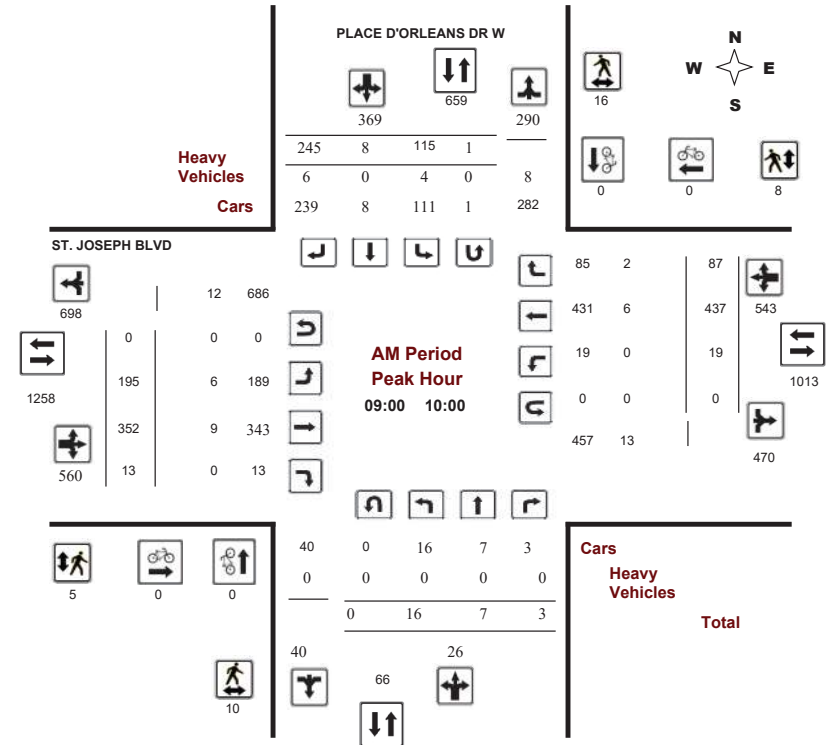 PLACE D'ORLEANS DR W
N
W E
S
659
16
369 290
245 8 115 1
Heavy
Vehicles
6 0 4 0 8
0 0 8
Cars
239 8 111 1 282
ST. JOSEPH BLVD
698
12 686
85 2 87
431 6 437 543
0 0 0
19 0 19
1258
1013
195 6 189
AM Period
Peak Hour
09:00 10:00
0 0 0
352 9 343
457 13
470
560
13 0 13
40 0 16 7 3
Cars
0 0 0 0 0
Heavy
Vehicles
5 0 0
0 16 7 3
Total
40 26
66
10